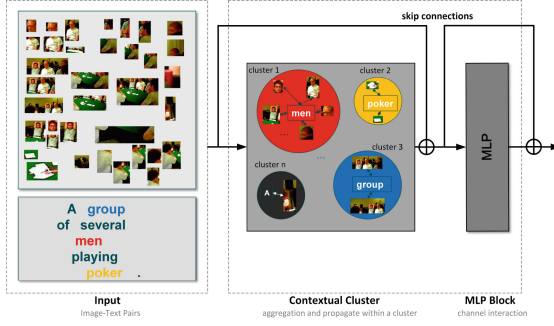 skip connections
cluster 1
men
...
cluster 2
poker
...
cluster 3
group
cluster n
A
MLP
A group
of several
men
playing
poker .
Input
Image-Text Pairs
Contextual Cluster
aggregation and propagate within a cluster
MLP Block
channel interaction